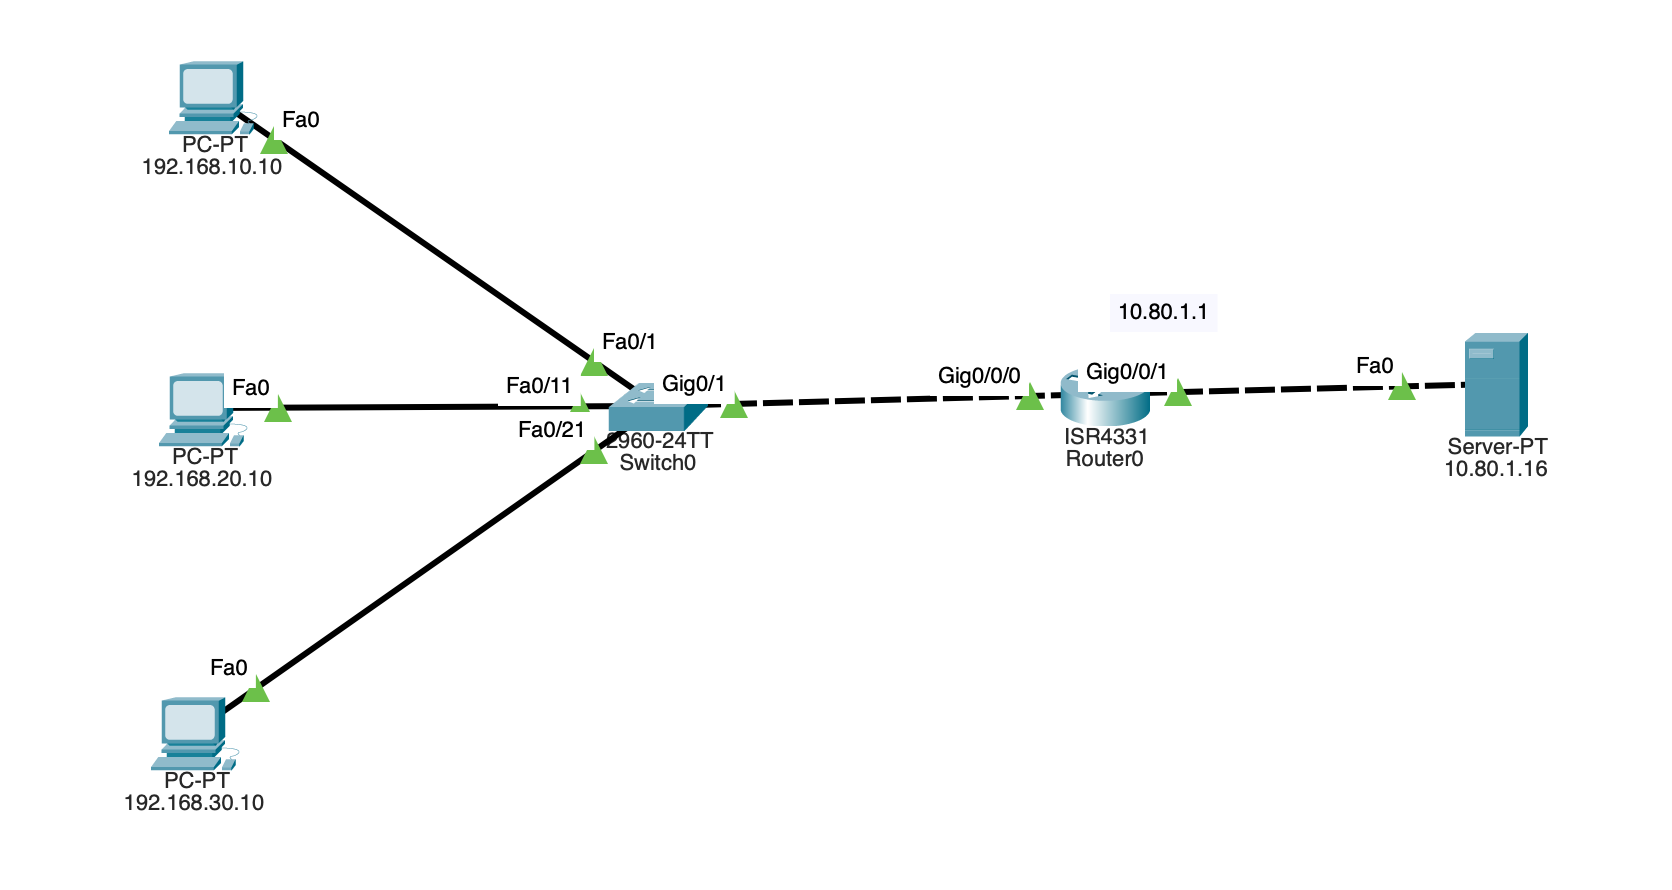 Fa0
PC-PT
192.168.10.10
10.80.1.1
Fa0/1
Fa0
Fa0/11
Gig0/1
Gig0/0/0
Gig0/0/1
Fa0
Fa0/21
PC-PT
192.168.20.10
2960-24TT
Switch0
ISR4331
Router0
Server-PT
10.80.1.16
Fa0
PC-PT
192.168.30.10